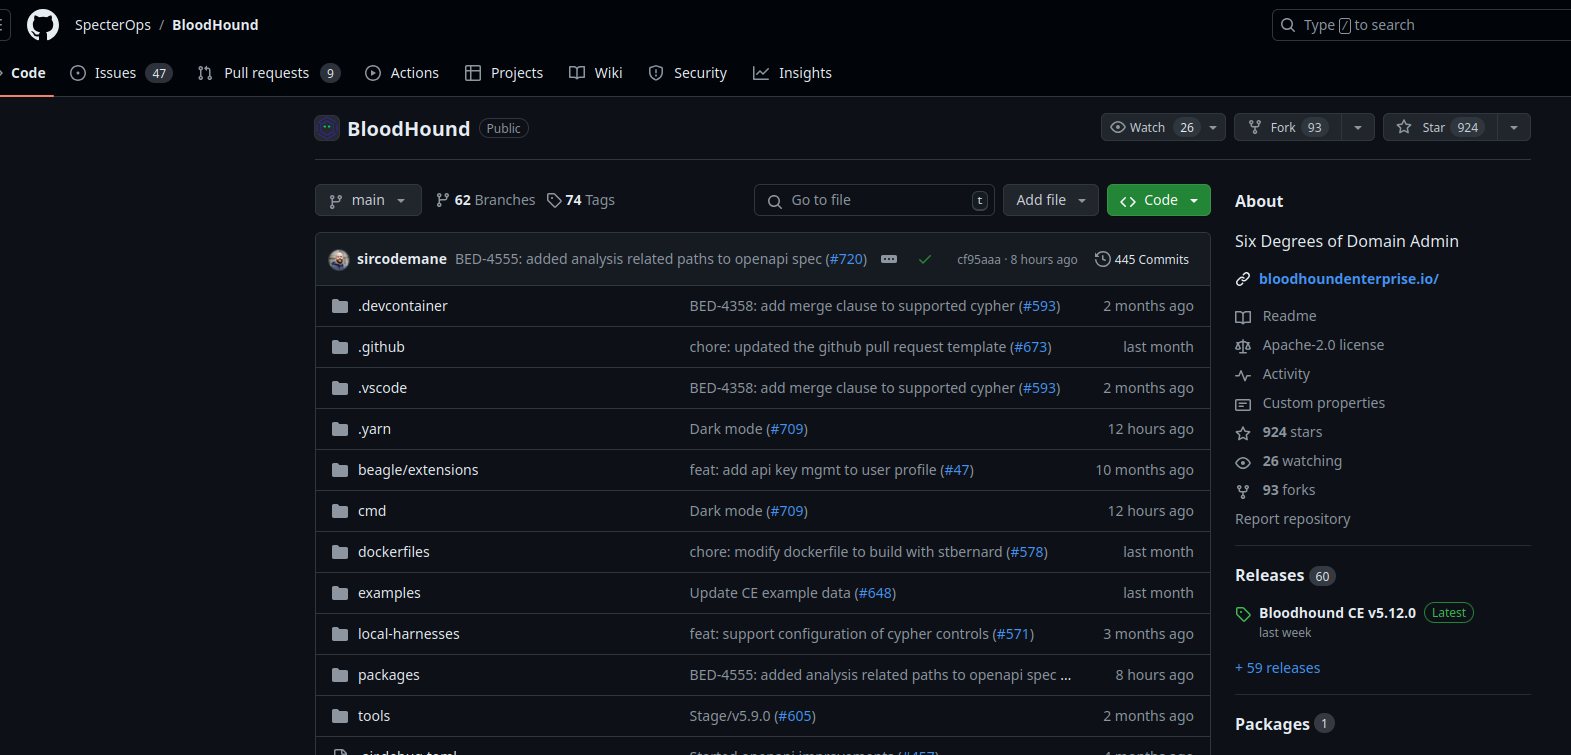 SpecterOps / BloodHound
Type / to search
Code
Issues 47
Pull requests 9
Actions
Projects
Wiki
Security
Insights
BloodHound Public
Watch 26
Fork 93
Star 924
main
62 Branches
74 Tags
Go to file t
Add file
Code
sircodemane BED-4555: added analysis related paths to openapi spec (#720) cf95aaa · 8 hours ago 445 Commits
.devcontainer BED-4358: add merge clause to supported cypher (#593) 2 months ago
.github chore: updated the github pull request template (#673) last month
.vscode BED-4358: add merge clause to supported cypher (#593) 2 months ago
.yarn Dark mode (#709) 12 hours ago
beagle/extensions feat: add api key mgmt to user profile (#47) 10 months ago
cmd Dark mode (#709) 12 hours ago
dockerfiles chore: modify dockerfile to build with stbernard (#578) last month
examples Update CE example data (#648) last month
local-harnesses feat: support configuration of cypher controls (#571) 3 months ago
packages BED-4555: added analysis related paths to openapi spec ... 8 hours ago
tools Stage/v5.9.0 (#605) 2 months ago
About
Six Degrees of Domain Admin
bloodhoundenterprise.io/
Readme
Apache-2.0 license
Activity
Custom properties
924 stars
26 watching
93 forks
Report repository
Releases 60
Bloodhound CE v5.12.0 Latest
last week
+ 59 releases
Packages 1